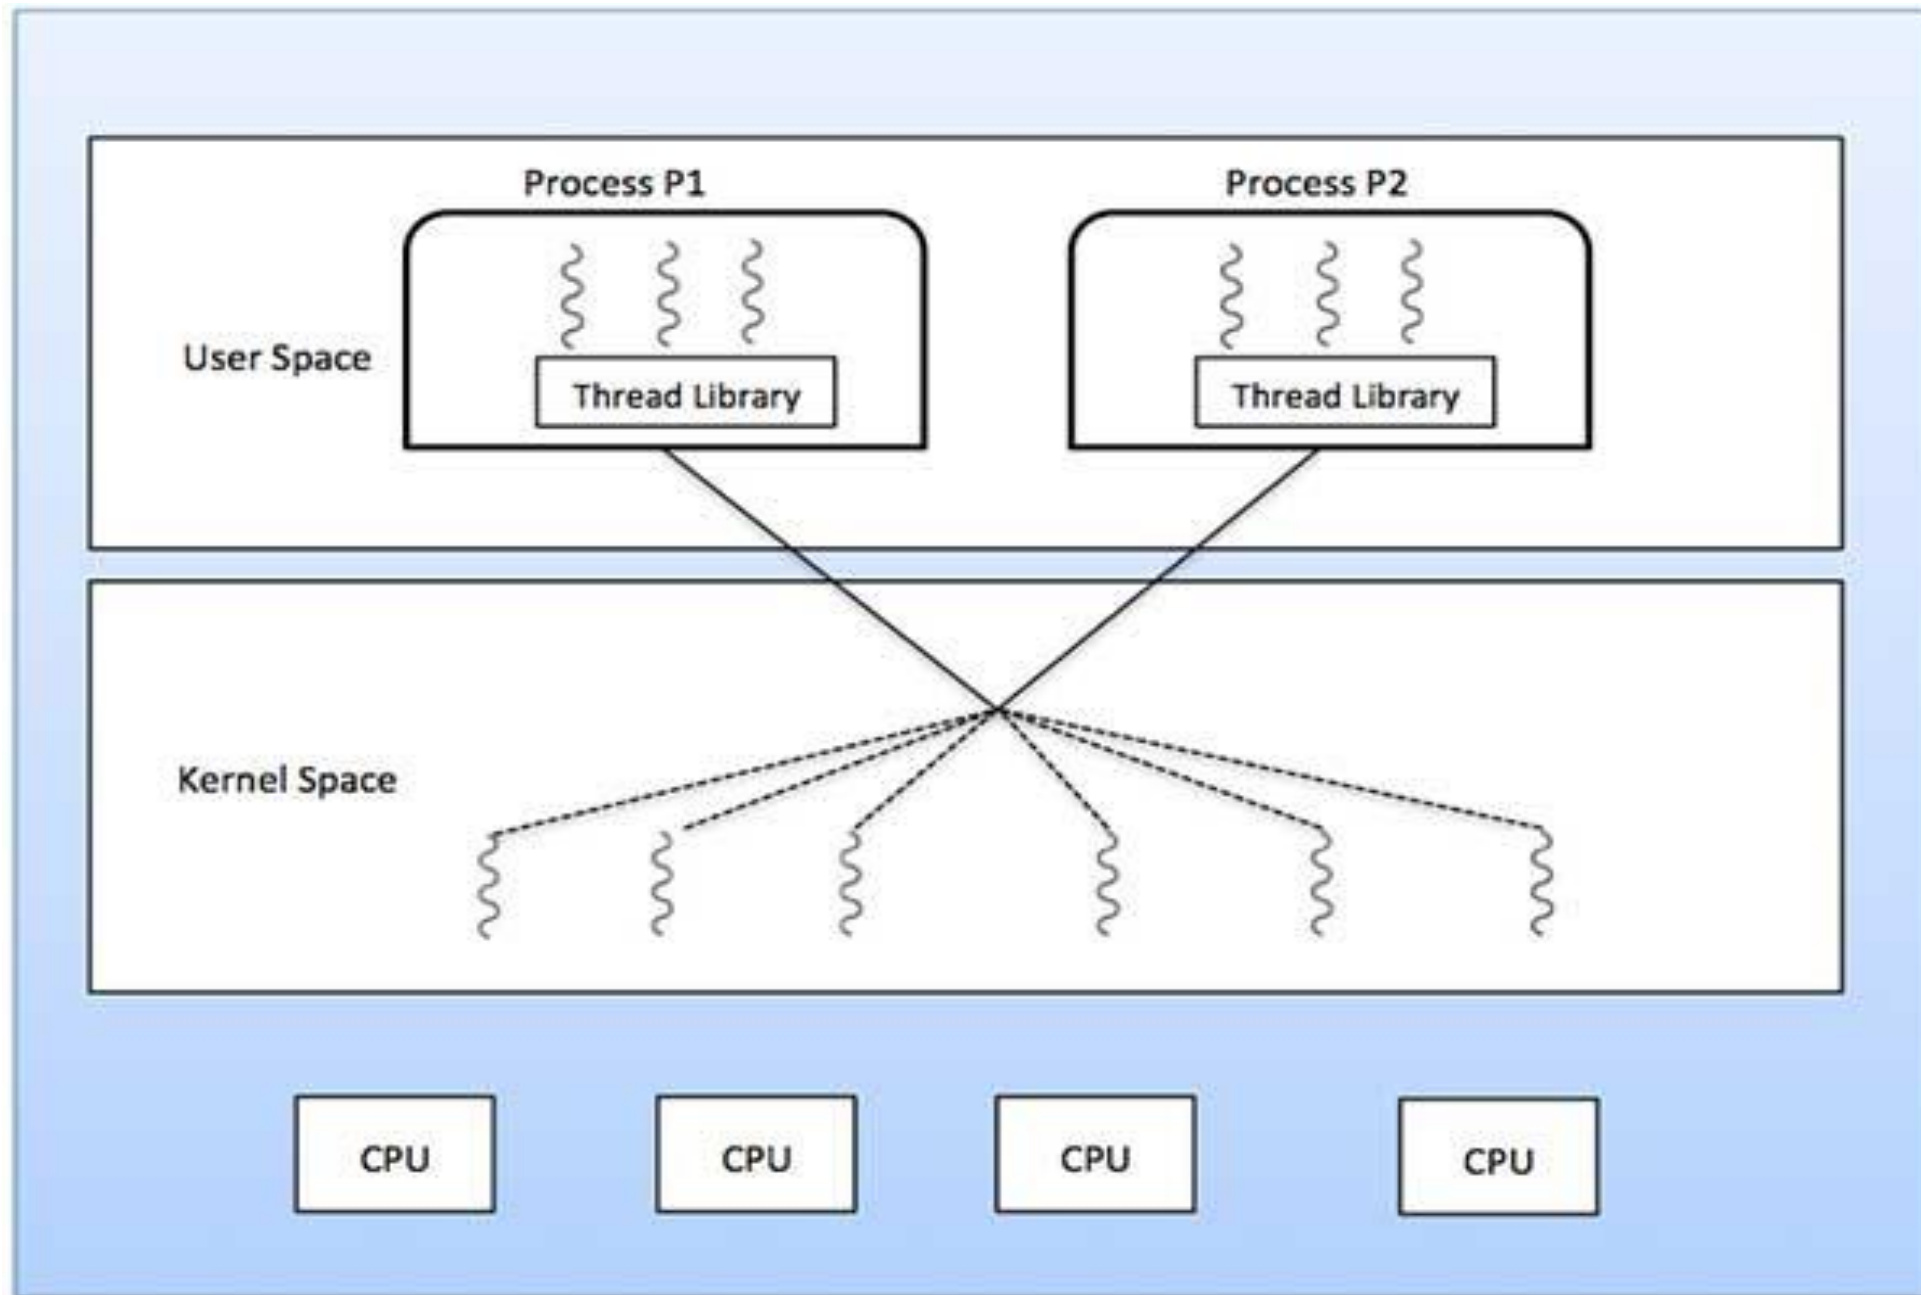 Process P1
Process P2
User Space
Thread Library
Thread Library
Kernel Space
CPU
CPU
CPU
CPU